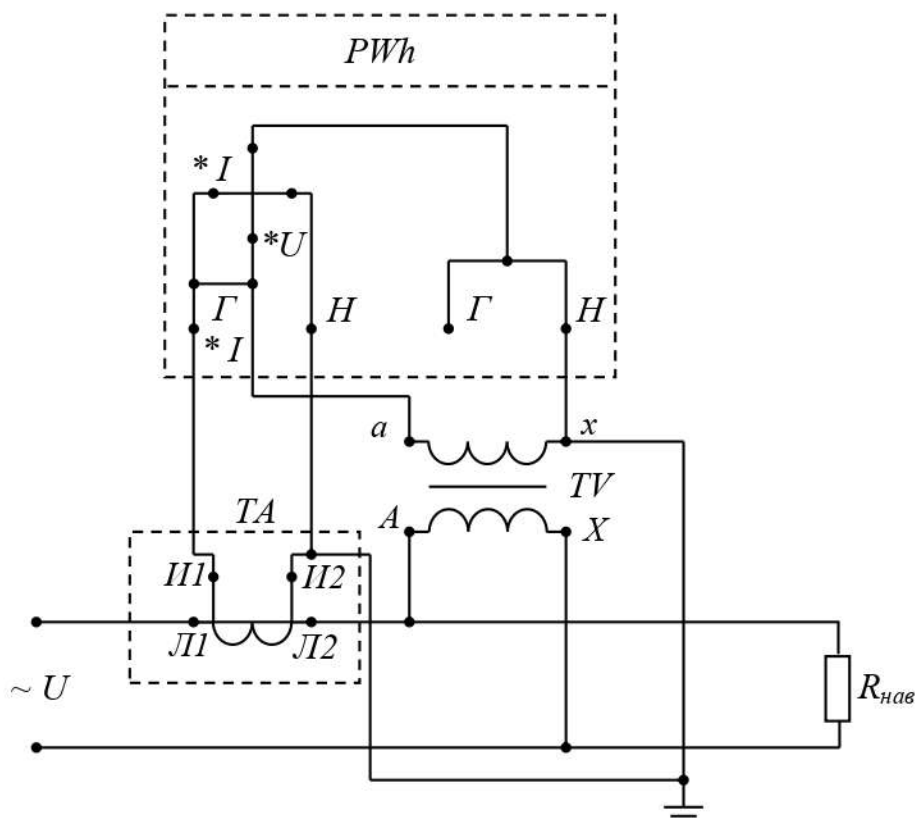 PWh
* I
*U
Г Н Г Н
* I
a x
TV
TA A X
И1 И2
Л1 Л2
~ U Rнав